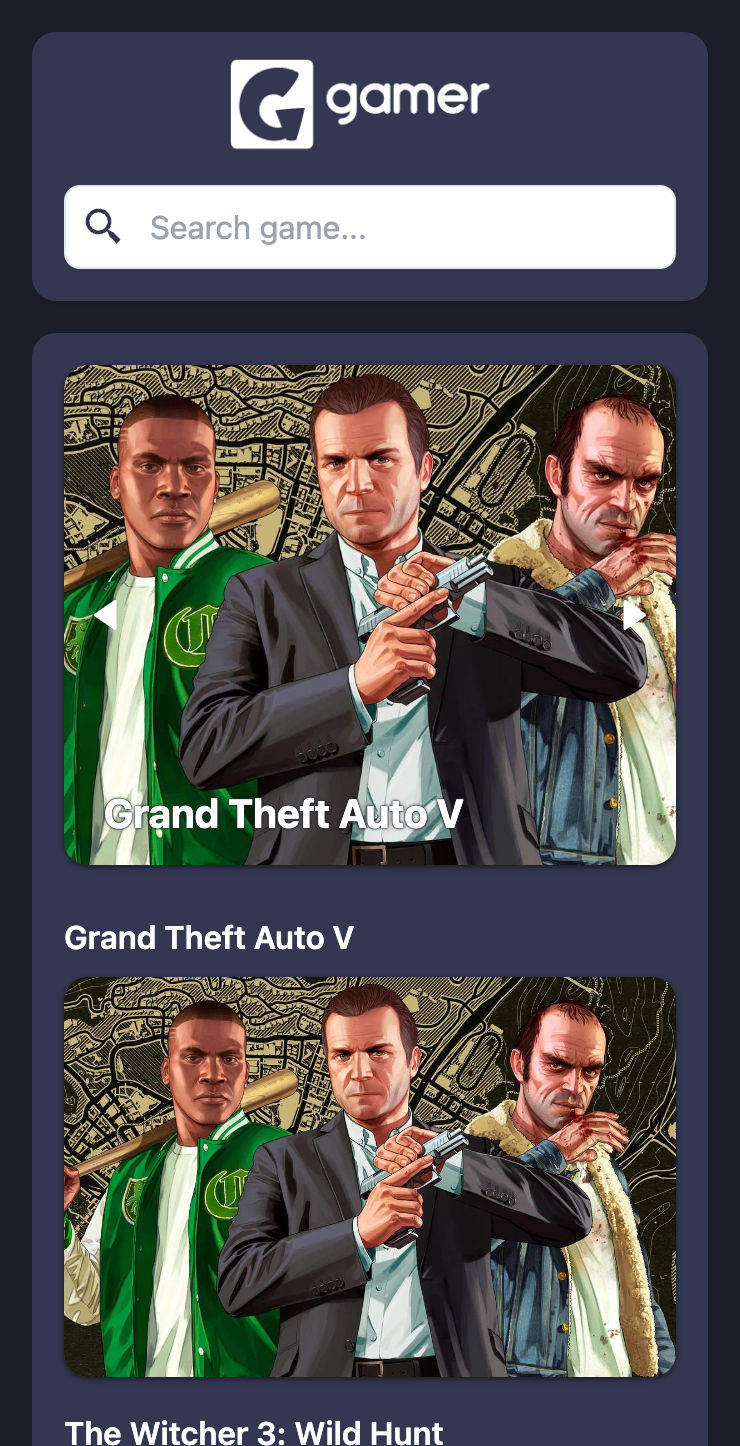 gamer
Search game...
Grand Theft Auto V
Grand Theft Auto V
The Witcher 3: Wild Hunt